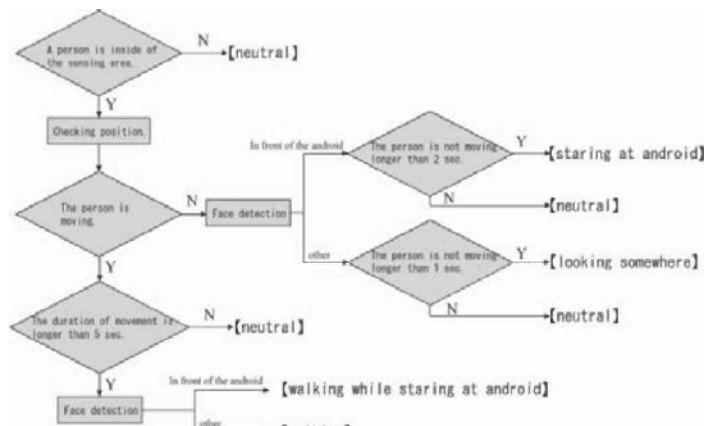 A person is inside of
the sensing area.
N
【neutral】
Y
Checking position.
In front of the android
The person is not moving
longer than 2 sec.
Y
【staring at android】
N
【neutral】
The person is
moving.
N
Face detection
other
The person is not moving
longer than 1 sec.
Y
【looking somewhere】
N
【neutral】
Y
The duration of movement is
longer than 5 sec.
N
【neutral】
Y
Face detection
In front of the android
【walking while staring at android】
other